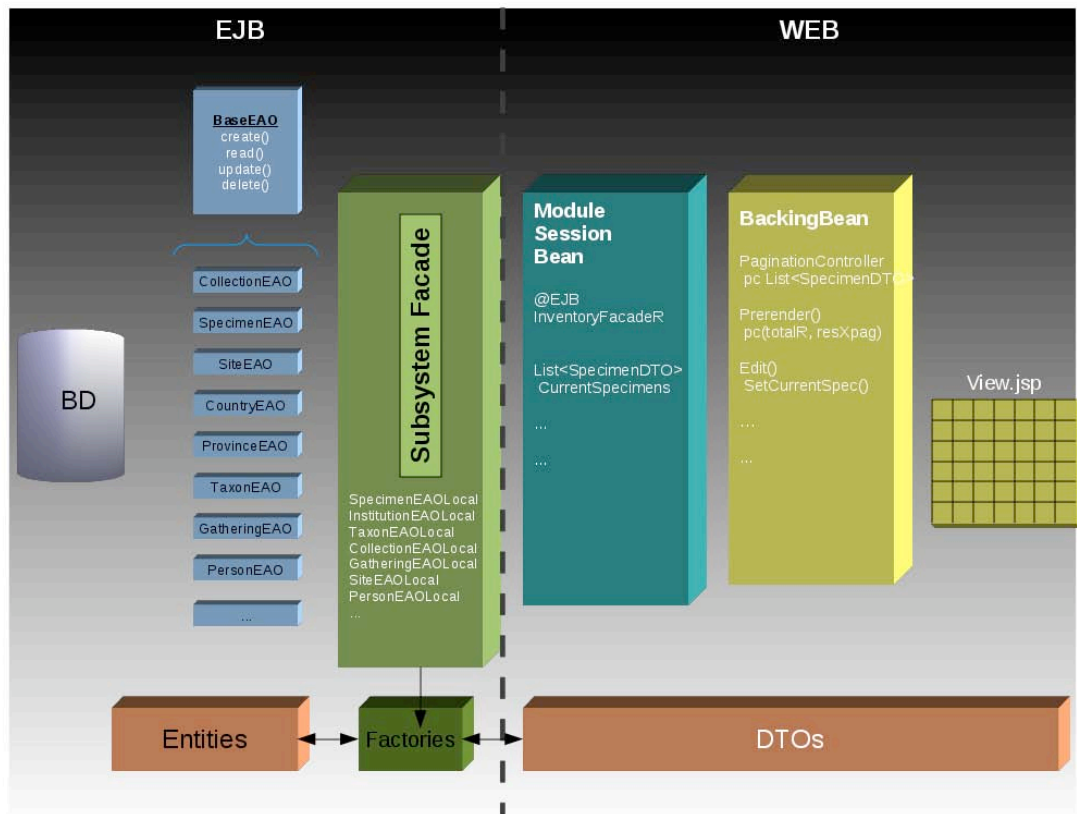 EJB
WEB
BaseEAO
create()
read()
update()
delete()
CollectionEAO
SpecimenEAO
SiteEAO
CountryEAO
ProvinceEAO
TaxonEAO
GatheringEAO
PersonEAO
...
BD
Subsystem Facade
SpecimenEAOLocal
InstitutionEAOLocal
TaxonEAOLocal
CollectionEAOLocal
GatheringEAOLocal
SiteEAOLocal
PersonEAOLocal
...
Module
Session
Bean
@EJB
InventoryFacadeR
List<SpecimenDTO>
CurrentSpecimens
...
...
BackingBean
PaginationController
pc List<SpecimenDTO>
Prerender()
pc(totalR, resXpag)
Edit()
SetCurrentSpec()
...
...
View.jsp
Entities
Factories
DTOs